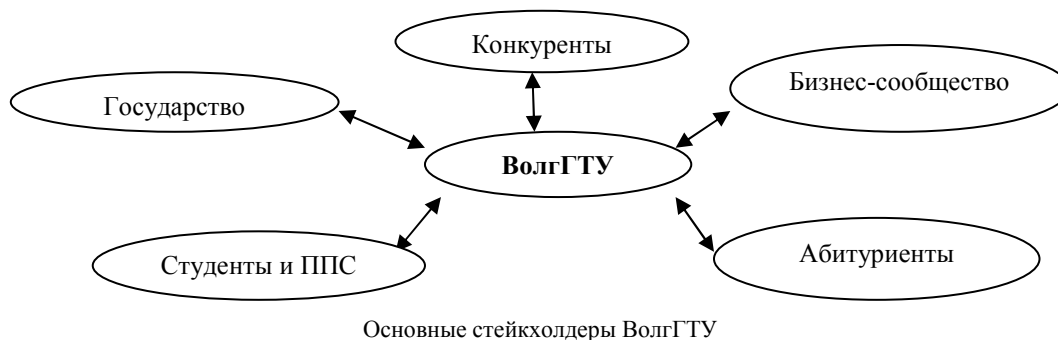 Конкуренты
Государство
Бизнес-сообщество
ВолгГТУ
Студенты и ППС
Абитуриенты
Основные стейкхолдеры ВолгГТУ